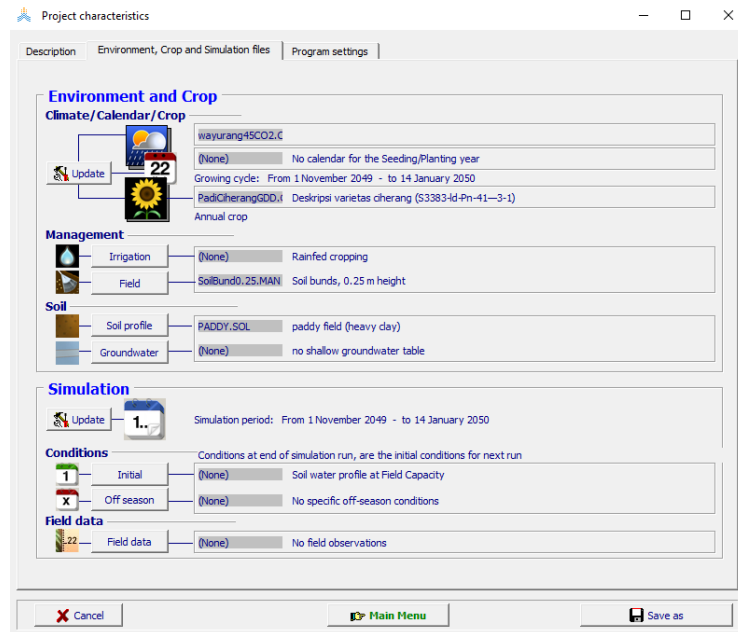 Project characteristics
Description Environment, Crop and Simulation files Program settings
Environment and Crop
Climate/Calendar/Crop
wayurang45CO2.C
22
(None) No calendar for the Seeding/Planting year
Update
Growing cycle: From 1 November 2049 - to 14 January 2050
PadiCiherangGDD.( Deskripsi varietas ciherang (S3383-ld-Pn-41—3-1)
Annual crop
Management
Irrigation (None) Rainfed cropping
Field SoilBund0.25.MAN Soil bunds, 0.25 m height
Soil
Soil profile PADDY.SOL paddy field (heavy clay)
Groundwater (None) no shallow groundwater table
Simulation
Update 1.. Simulation period: From 1 November 2049 - to 14 January 2050
Conditions Conditions at end of simulation run, are the initial conditions for next run
1 Initial (None) Soil water profile at Field Capacity
X Off season (None) No specific off-season conditions
Field data
.22 Field data (None) No field observations
Cancel Main Menu Save as